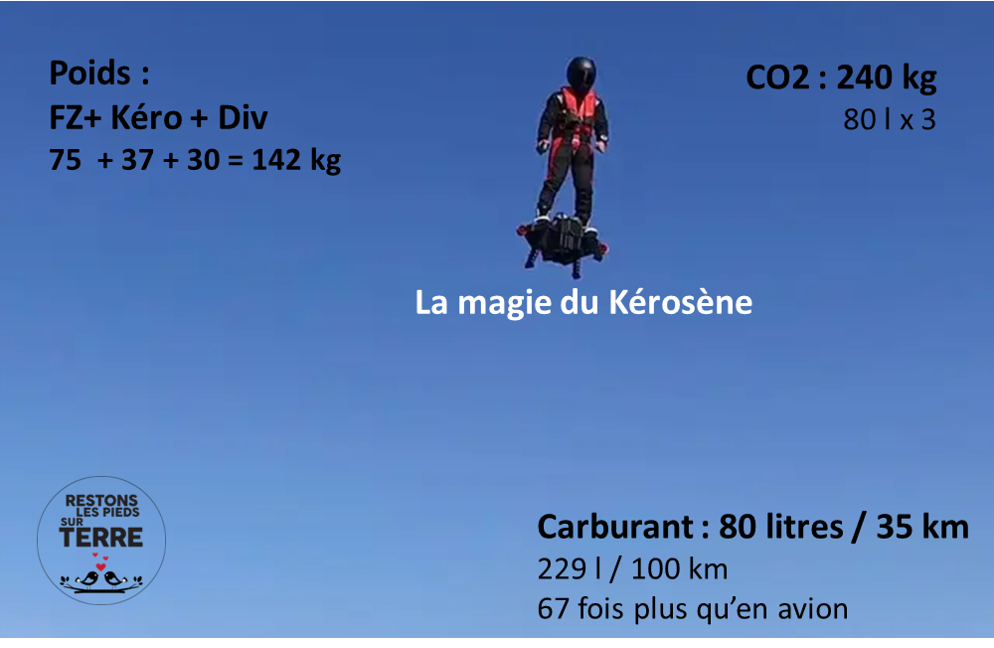 Poids :
FZ+ Kéro + Div
75 + 37 + 30 = 142 kg
CO2 : 240 kg
80 l x 3
La magie du Kérosène
RESTONS
LES PIEDS
SUR
TERRE
Carburant : 80 litres / 35 km
229 l / 100 km
67 fois plus qu’en avion